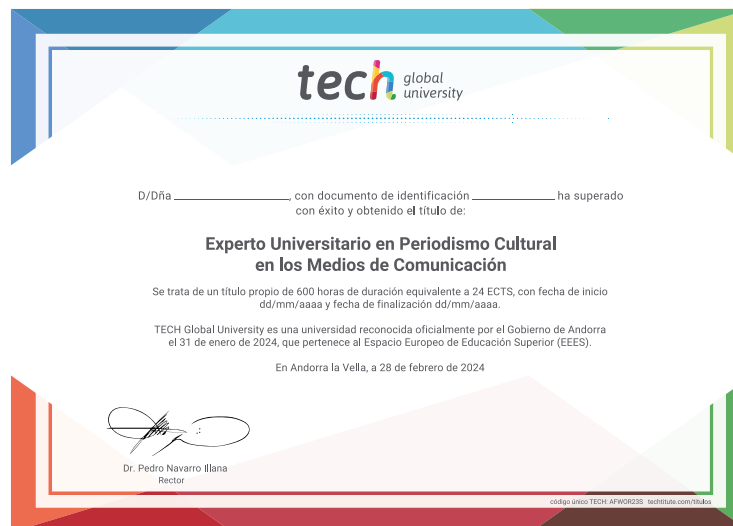 tech global university
D/Dña , con documento de identificación ha superado
con éxito y obtenido el título de:
Experto Universitario en Periodismo Cultural
en los Medios de Comunicación
Se trata de un título propio de 600 horas de duración equivalente a 24 ECTS, con fecha de inicio
dd/mm/aaaa y fecha de finalización dd/mm/aaaa.
TECH Global University es una universidad reconocida oficialmente por el Gobierno de Andorra
el 31 de enero de 2024, que pertenece al Espacio Europeo de Educación Superior (EEES).
En Andorra la Vella, a 28 de febrero de 2024
Dr. Pedro Navarro Illana
Rector
código único TECH: AFWOR23S techtitute.com/titulos